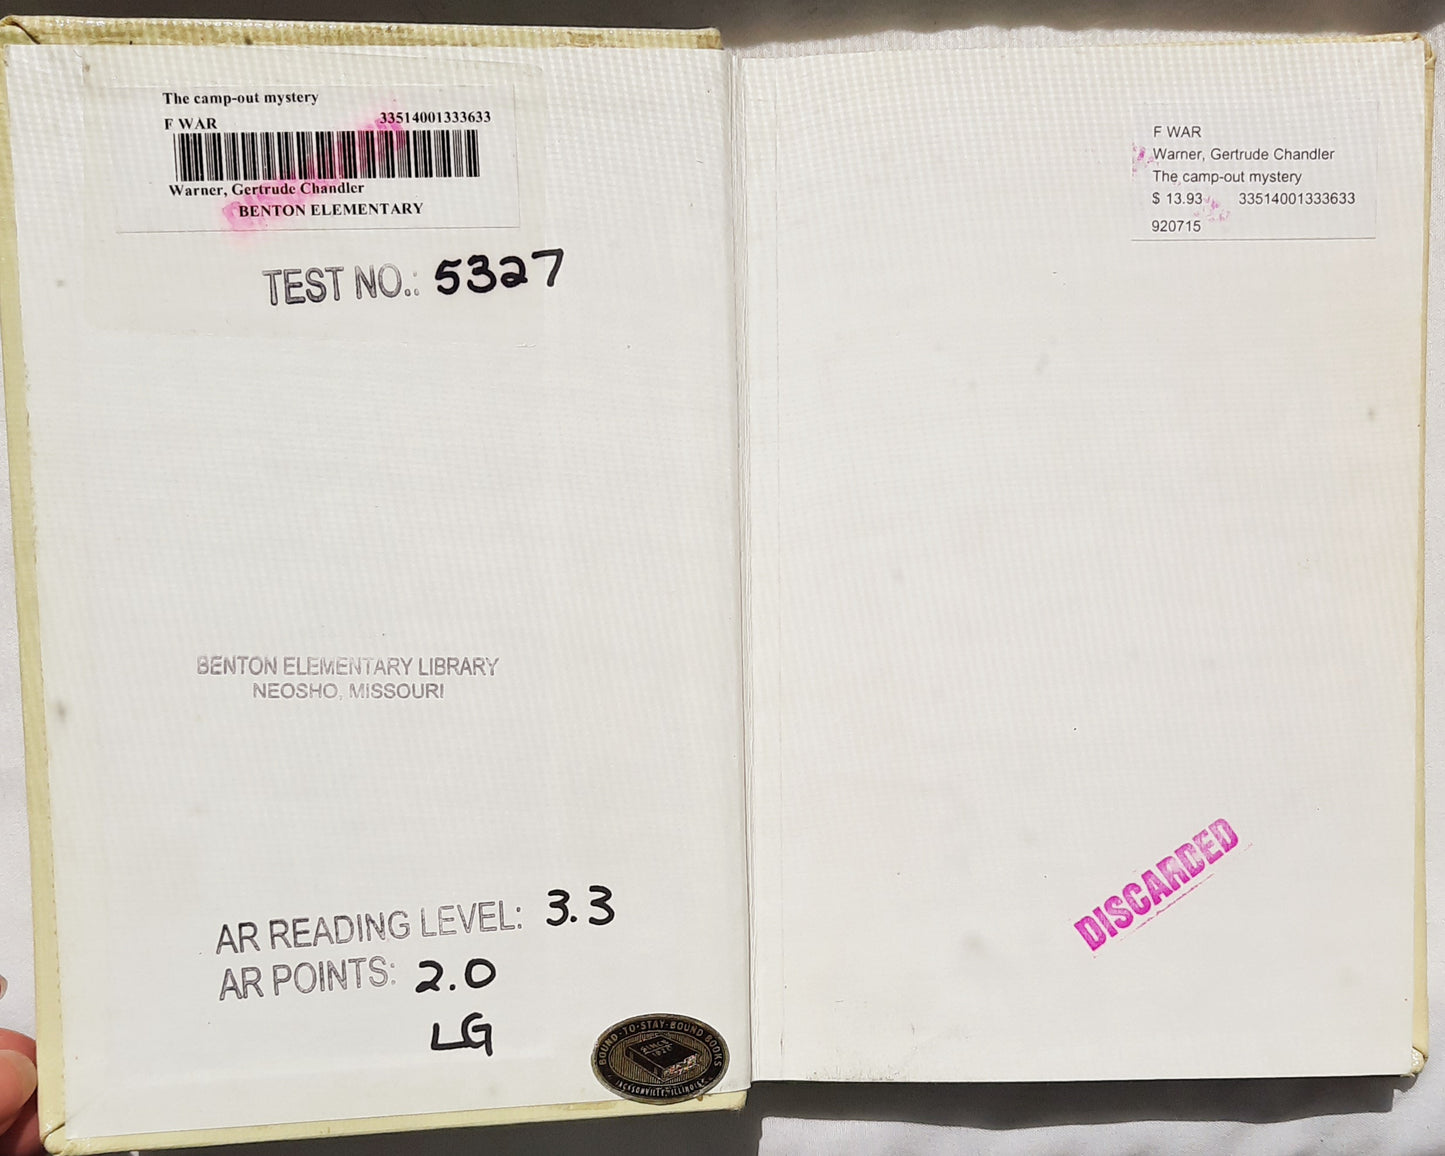 The camp-out mystery
F WAR 33514001333633
Warner, Gertrude Chandler
BENTON ELEMENTARY
TEST NO.: 5327
BENTON ELEMENTARY LIBRARY
NEOSHO, MISSOURI
AR READING LEVEL: 3.3
AR POINTS: 2.0
LG
BOUND-TO-STAY-BOUND BOOKS
SINCE
JACKSONVILLE, ILLINOIS
F WAR
Warner, Gertrude Chandler
The camp-out mystery
$ 13.93 33514001333633
920715
DISCARDED